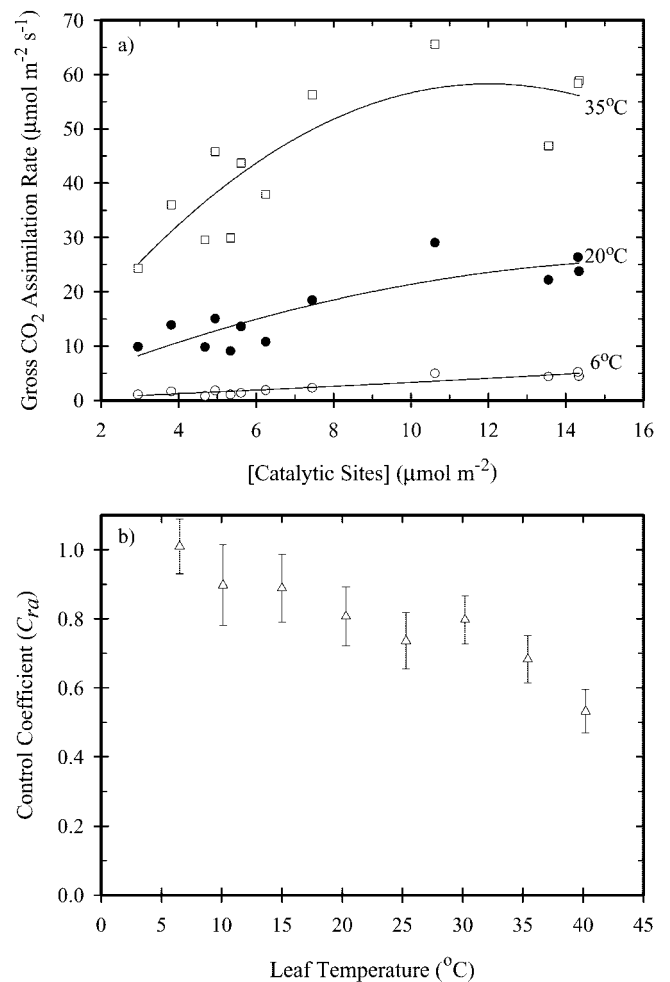 a)
Gross CO2 Assimilation Rate (μmol m-2 s-1)
70
60
50
40
30
20
10
0
35°C
20°C
6°C
2 4 6 8 10 12 14 16
[Catalytic Sites] (μmol m-2)
b)
Control Coefficient (Cra)
1.0
0.8
0.6
0.4
0.2
0.0
0 5 10 15 20 25 30 35 40 45
Leaf Temperature (°C)